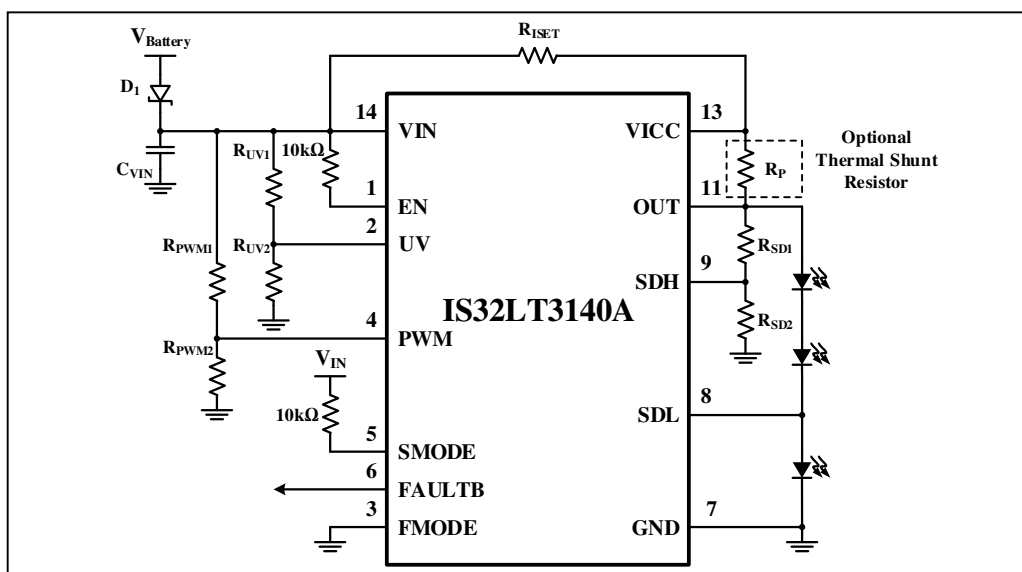 V_Battery
R_ISET
D_1
14
VIN
13
VICC
Optional
Thermal Shunt
Resistor
R_UV1
10kΩ
C_VIN
R_P
1
EN
11
OUT
2
UV
R_PWM1
R_UV2
R_SD1
9
SDH
IS32LT3140A
4
PWM
R_SD2
R_PWM2
V_IN
10kΩ
8
SDL
5
SMODE
6
FAULTB
3
FMODE
7
GND